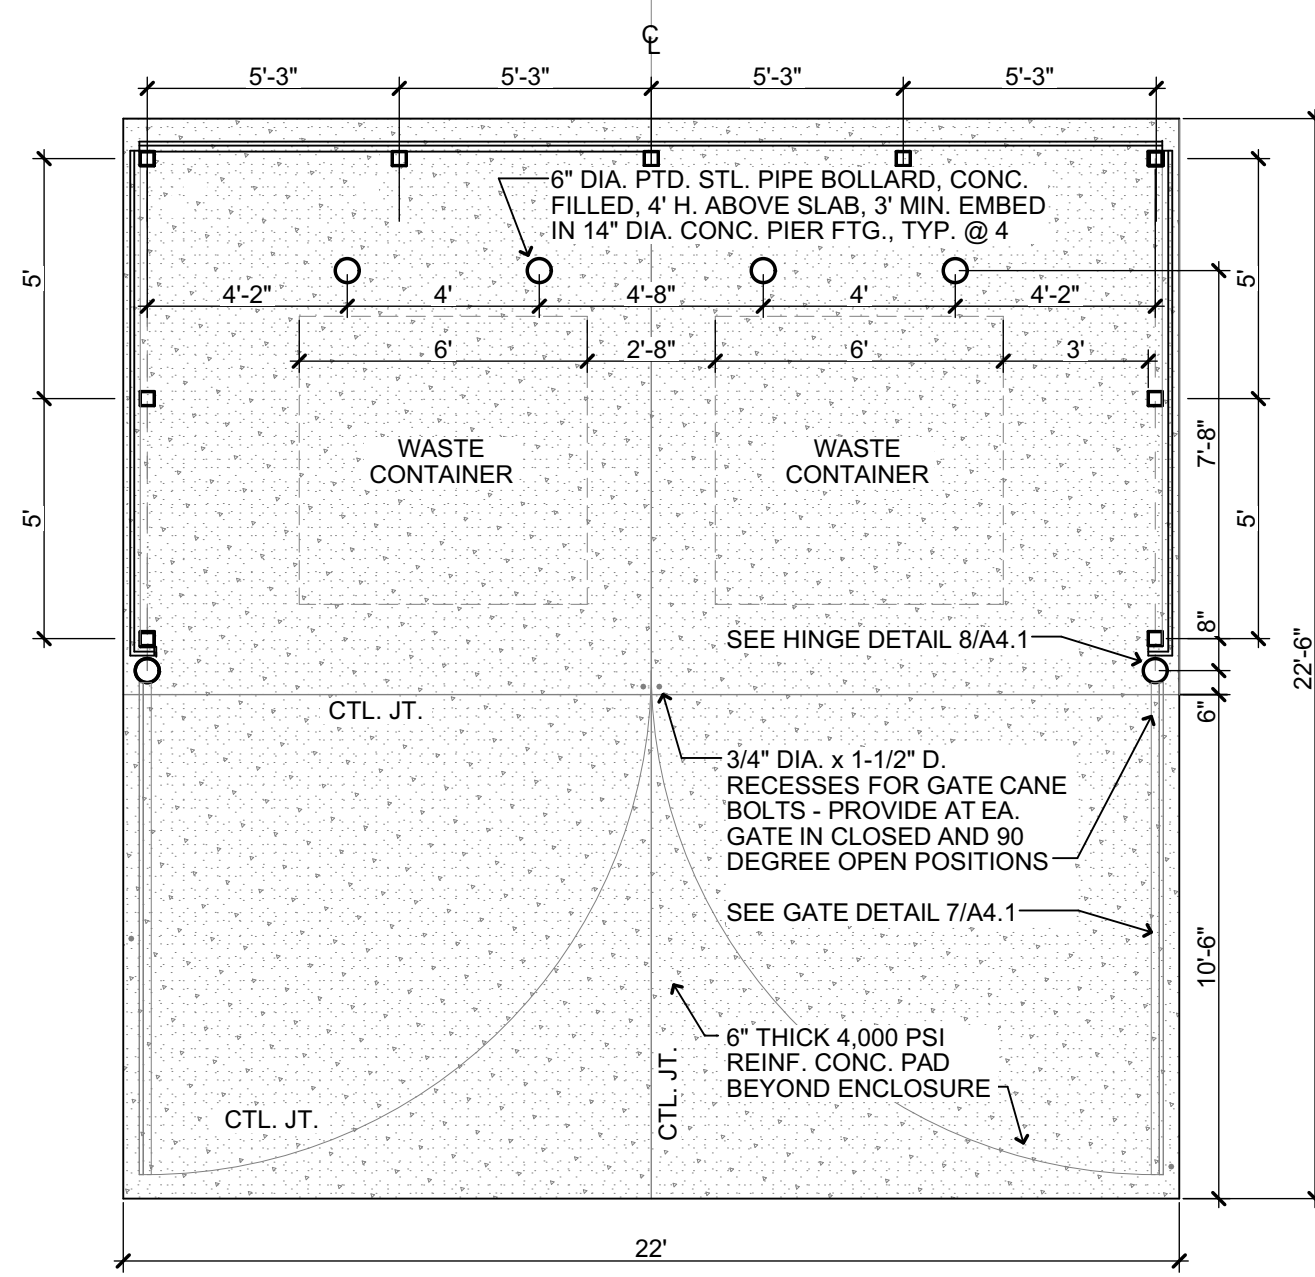 ℄
5'-3" 5'-3" 5'-3" 5'-3"
6" DIA. PTD. STL. PIPE BOLLARD, CONC.
FILLED, 4' H. ABOVE SLAB, 3' MIN. EMBED
IN 14" DIA. CONC. PIER FTG., TYP. @ 4
5'
5'
4'-2" 4' 4'-8" 4' 4'-2"
6' 2'-8" 6' 3'
WASTE
CONTAINER
WASTE
CONTAINER
7'-8"
5'
5'
SEE HINGE DETAIL 8/A4.1
8"
22'-6"
6"
CTL. JT.
3/4" DIA. x 1-1/2" D.
RECESSES FOR GATE CANE
BOLTS - PROVIDE AT EA.
GATE IN CLOSED AND 90
DEGREE OPEN POSITIONS
SEE GATE DETAIL 7/A4.1
10'-6"
6" THICK 4,000 PSI
REINF. CONC. PAD
BEYOND ENCLOSURE
CTL. JT.
CTL. JT.
22'